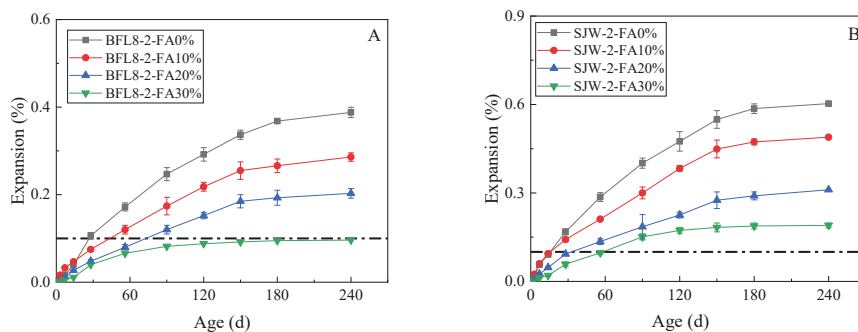 A
BFL8-2-FA0%
BFL8-2-FA10%
BFL8-2-FA20%
BFL8-2-FA30%
Expansion (%)
0.6
0.4
0.2
0.0
0 60 120 180 240
Age (d)
B
SJW-2-FA0%
SJW-2-FA10%
SJW-2-FA20%
SJW-2-FA30%
Expansion (%)
0.9
0.6
0.3
0.0
0 60 120 180 240
Age (d)